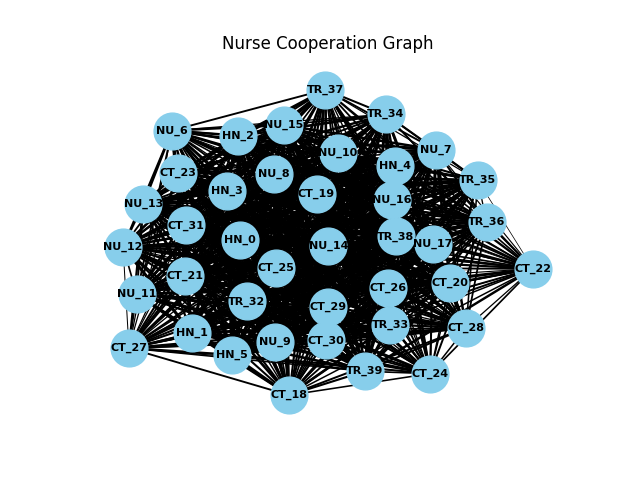 Nurse Cooperation Graph
TR_37
TR_34
NU_15
NU_6
HN_2
NU_7
NU_10
HN_4
CT_23
NU_8
TR_35
HN_3
CT_19
NU_16
NU_13
TR_36
CT_31
TR_38
HN_0
NU_17
NU_12
NU_14
CT_25
CT_22
CT_21
CT_20
CT_26
NU_11
TR_32
CT_29
TR_33
CT_28
HN_1
CT_30
NU_9
CT_27
HN_5
TR_39
CT_24
CT_18